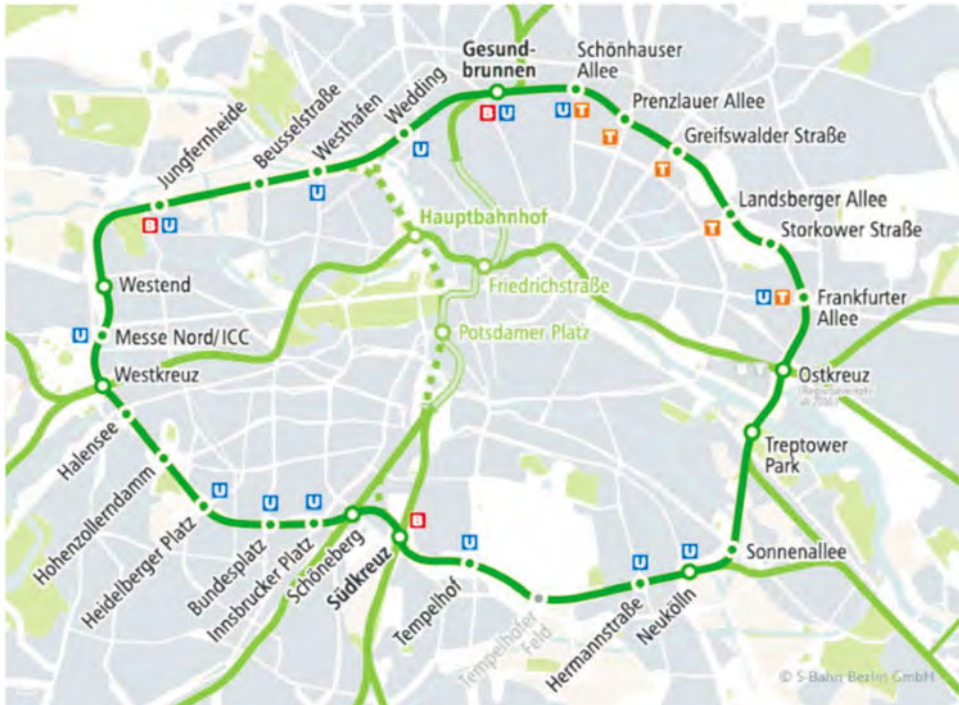 Gesund-
brunnen
Schönhauser
Allee
Prenzlauer Allee
Greifswalder Straße
Landsberger Allee
Storkower Straße
Frankfurter
Allee
Ostkreuz
Treptower
Park
Sonnenallee
Neukölln
Hermannstraße
Tempelhofer
Feld
Tempelhof
Südkreuz
Schöneberg
Innsbrucker Platz
Bundesplatz
Heidelberger Platz
Hohenzollerndamm
Halensee
Westkreuz
Messe Nord/ICC
Westend
Jungfernheide
Beusselstraße
Westhafen
Wedding
Hauptbahnhof
Friedrichstraße
Potsdamer Platz
B U
U T
T
T
T
U T
U
U
B
U
U
U
U
U
B U
U
U
© S-Bahn Berlin GmbH